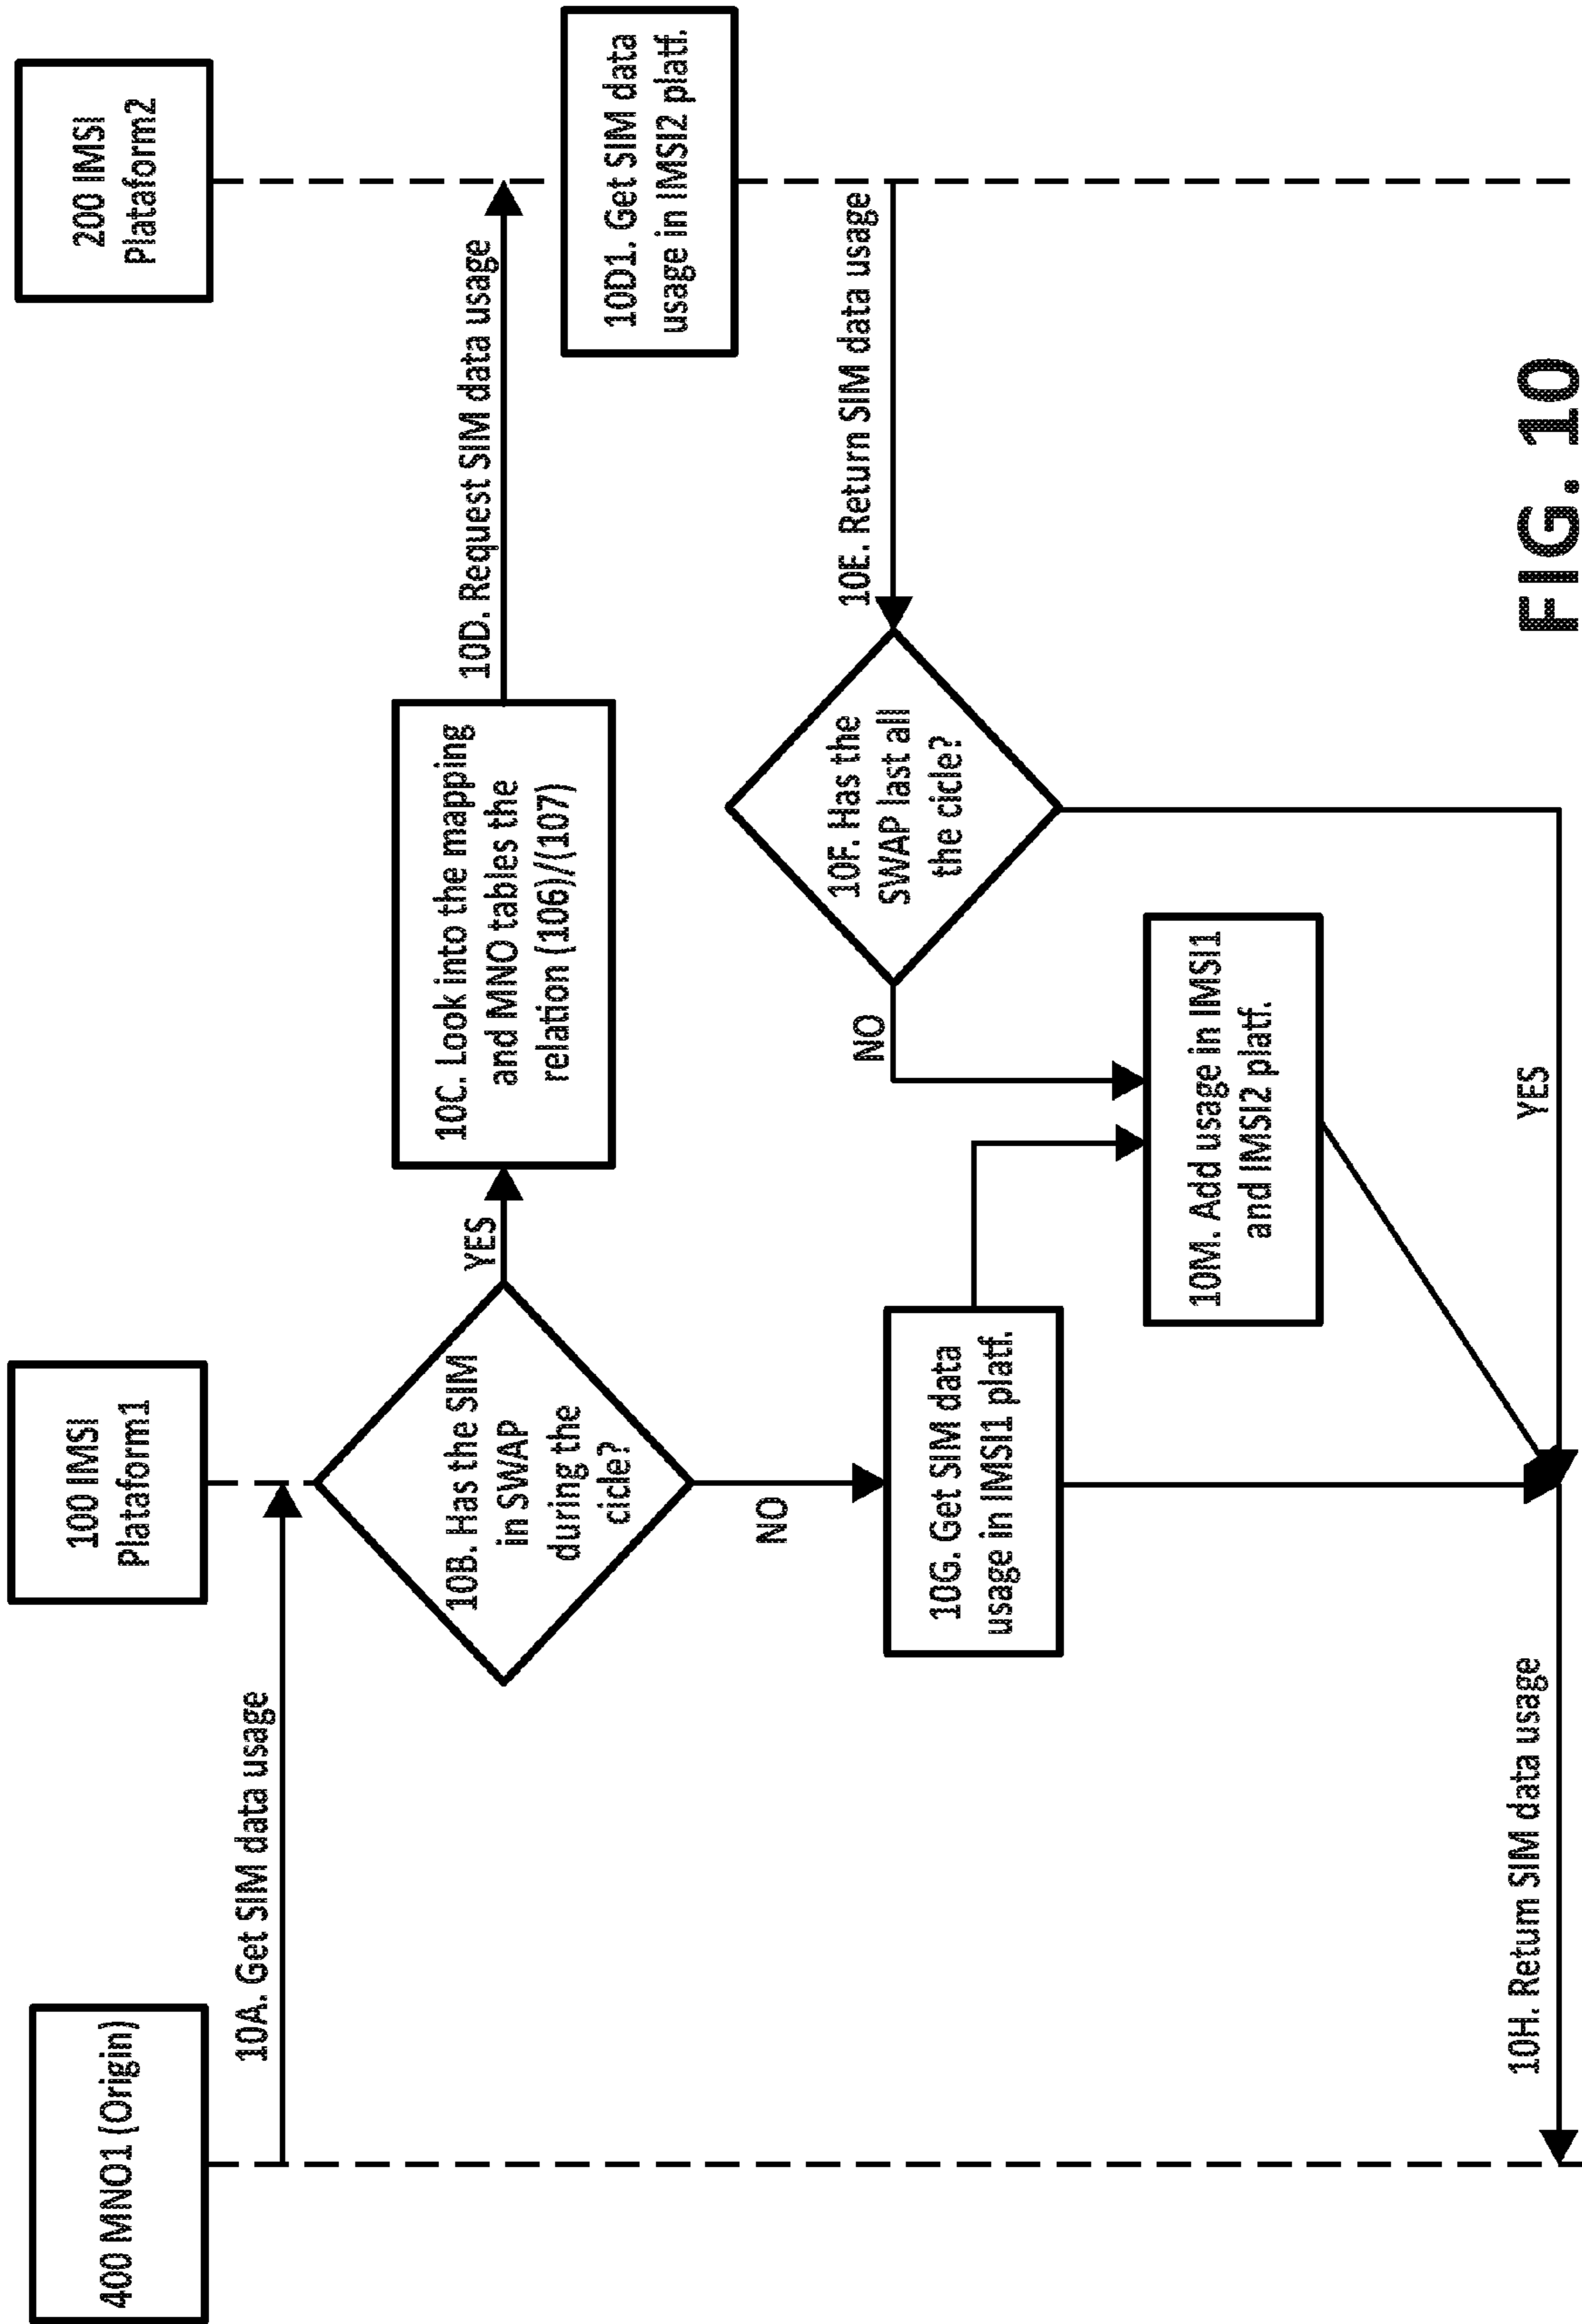 400 MNO1 (Origin)
100 IMSI
Plataform1
200 IMSI
Plataform2
10A. Get SIM data usage
10B. Has the SIM
in SWAP
during the
cicle?
YES
NO
10C. Look into the mapping
and MNO tables the
relation (106)/(107)
10D. Request SIM data usage
10D1. Get SIM data
usage in IMSI2 platf.
10E. Return SIM data usage
10F. Has the
SWAP last all
the cicle?
NO
YES
10G. Get SIM data
usage in IMSI1 platf.
10M. Add usage in IMSI1
and IMSI2 platf.
10H. Return SIM data usage
FIG. 10